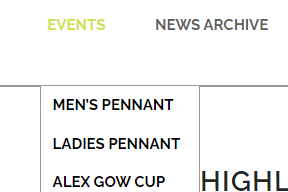 EVENTS NEWS ARCHIVE
MEN'S PENNANT
LADIES PENNANT
ALEX GOW CUP